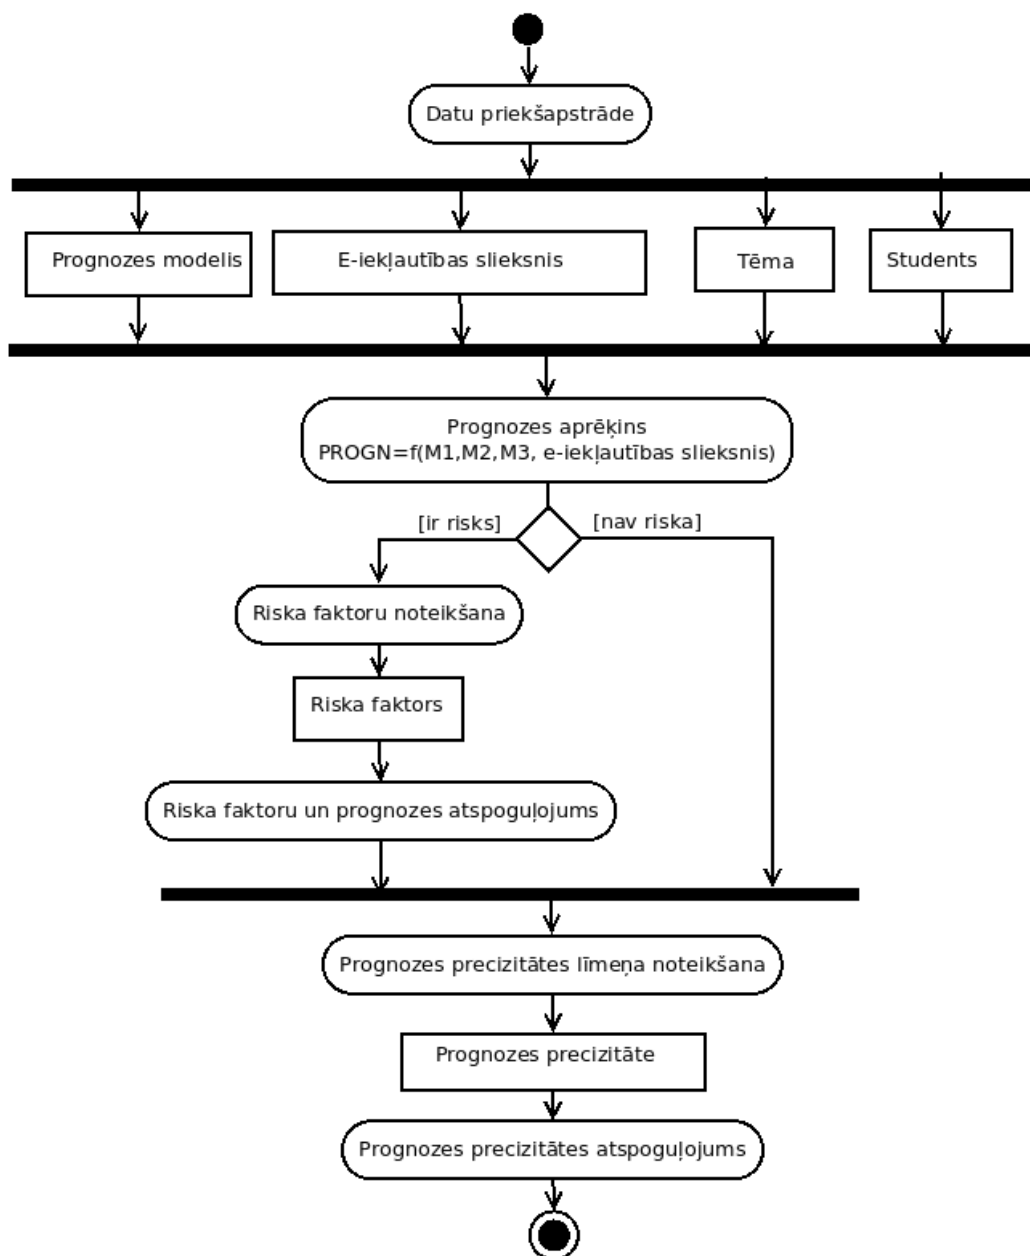 Datu priekšapstrāde
Prognozes modelis
E-iekļautības slieksnis
Tēma
Students
Prognozes aprēķins
PROGN=f(M1,M2,M3, e-iekļautības slieksnis)
[ir risks]
[nav riska]
Riska faktoru noteikšana
Riska faktors
Riska faktoru un prognozes atspoguļojums
Prognozes precizitātes līmeņa noteikšana
Prognozes precizitāte
Prognozes precizitātes atspoguļojums